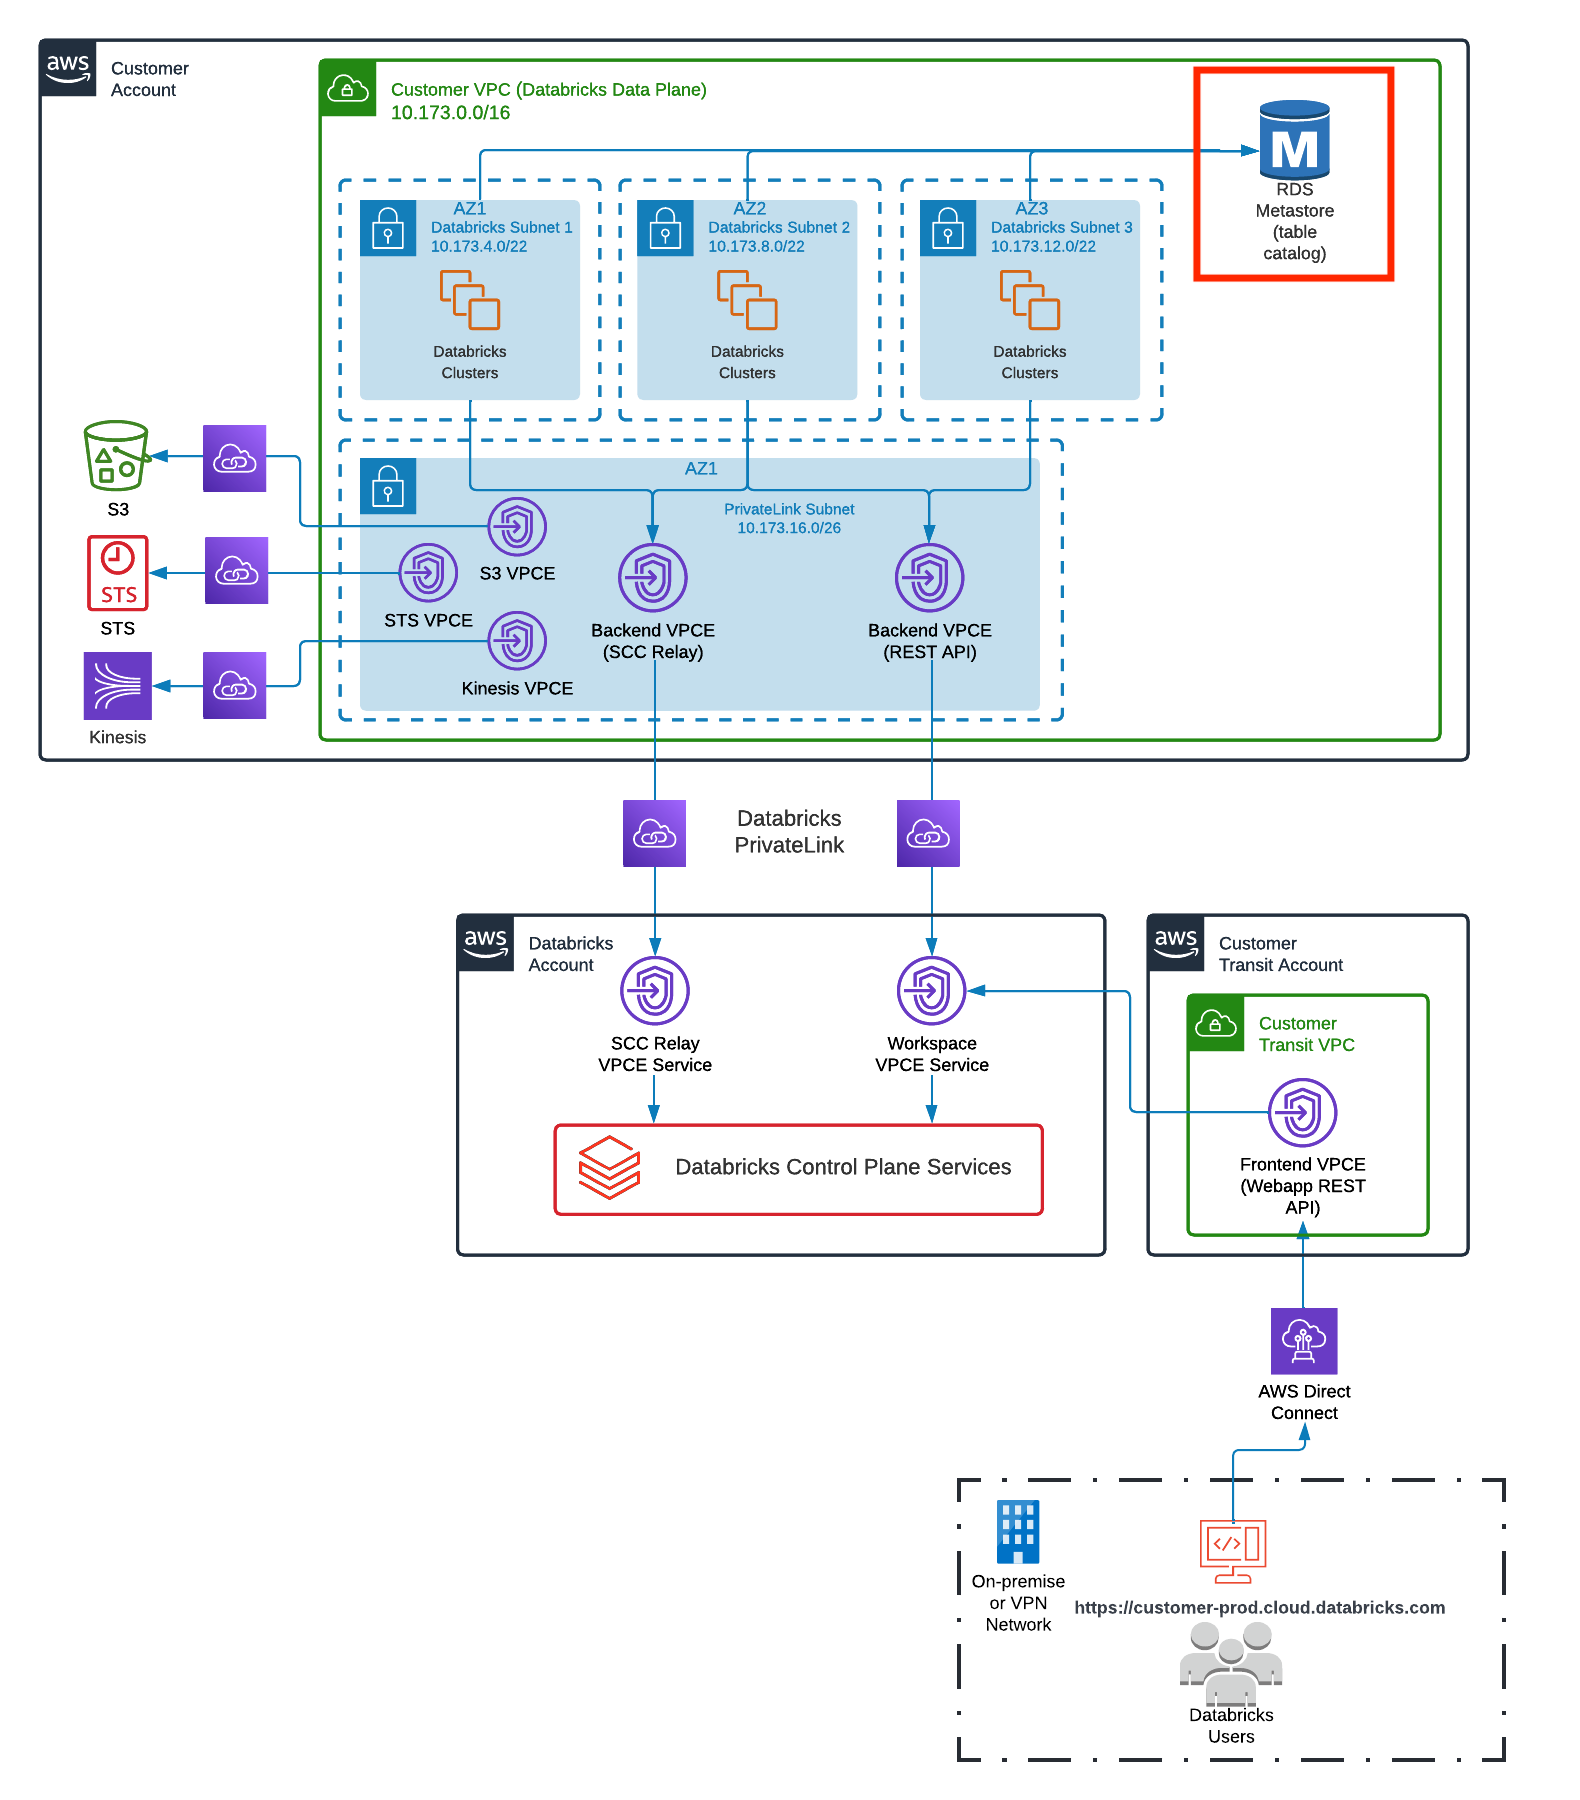 aws
Customer
Account
Customer VPC (Databricks Data Plane)
10.173.0.0/16
M
RDS
Metastore
(table
catalog)
AZ1
Databricks Subnet 1
10.173.4.0/22
Databricks
Clusters
AZ2
Databricks Subnet 2
10.173.8.0/22
Databricks
Clusters
AZ3
Databricks Subnet 3
10.173.12.0/22
Databricks
Clusters
S3
STS
STS
Kinesis
AZ1
PrivateLink Subnet
10.173.16.0/26
S3 VPCE
STS VPCE
Kinesis VPCE
Backend VPCE
(SCC Relay)
Backend VPCE
(REST API)
Databricks
PrivateLink
aws
Databricks
Account
SCC Relay
VPCE Service
Workspace
VPCE Service
Databricks Control Plane Services
aws
Customer
Transit Account
Customer
Transit VPC
Frontend VPCE
(Webapp REST
API)
AWS Direct
Connect
On-premise
or VPN
Network
</>
https://customer-prod.cloud.databricks.com
Databricks
Users